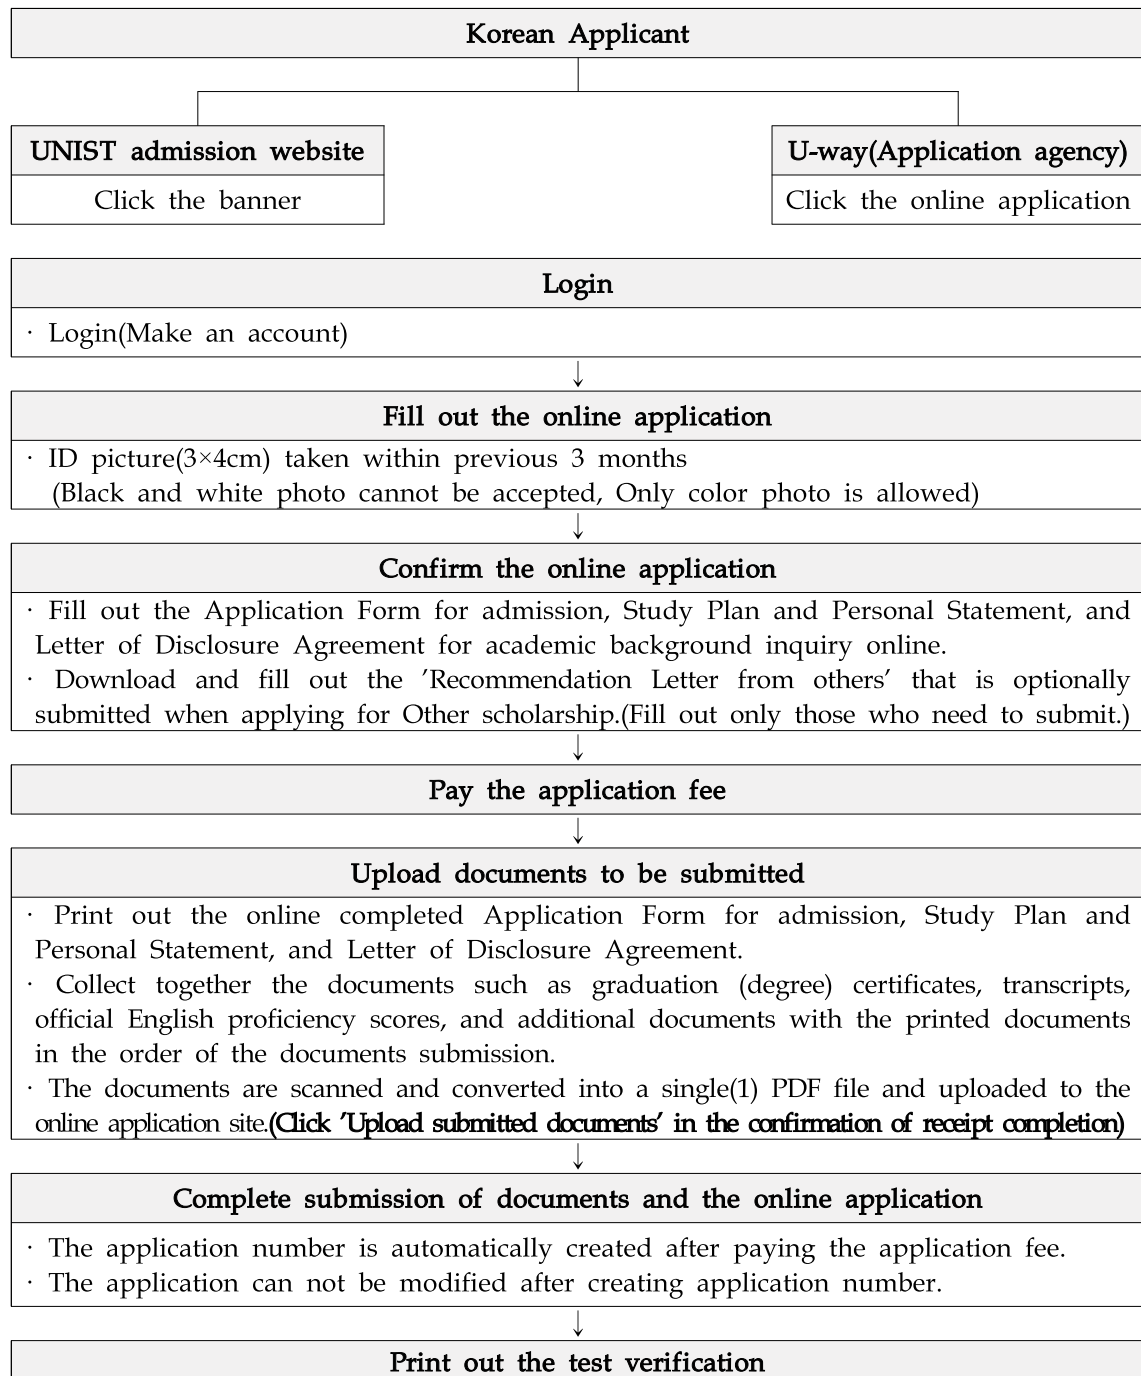 Korean Applicant
UNIST admission website
Click the banner
U-way(Application agency)
Click the online application
Login
· Login(Make an account)
↓
Fill out the online application
· ID picture(3×4cm) taken within previous 3 months
(Black and white photo cannot be accepted, Only color photo is allowed)
↓
Confirm the online application
· Fill out the Application Form for admission, Study Plan and Personal Statement, and
Letter of Disclosure Agreement for academic background inquiry online.
· Download and fill out the 'Recommendation Letter from others' that is optionally
submitted when applying for Other scholarship.(Fill out only those who need to submit.)
↓
Pay the application fee
↓
Upload documents to be submitted
· Print out the online completed Application Form for admission, Study Plan and
Personal Statement, and Letter of Disclosure Agreement.
· Collect together the documents such as graduation (degree) certificates, transcripts,
official English proficiency scores, and additional documents with the printed documents
in the order of the documents submission.
· The documents are scanned and converted into a single(1) PDF file and uploaded to the
online application site.(Click 'Upload submitted documents' in the confirmation of receipt completion)
↓
Complete submission of documents and the online application
· The application number is automatically created after paying the application fee.
· The application can not be modified after creating application number.
↓
Print out the test verification